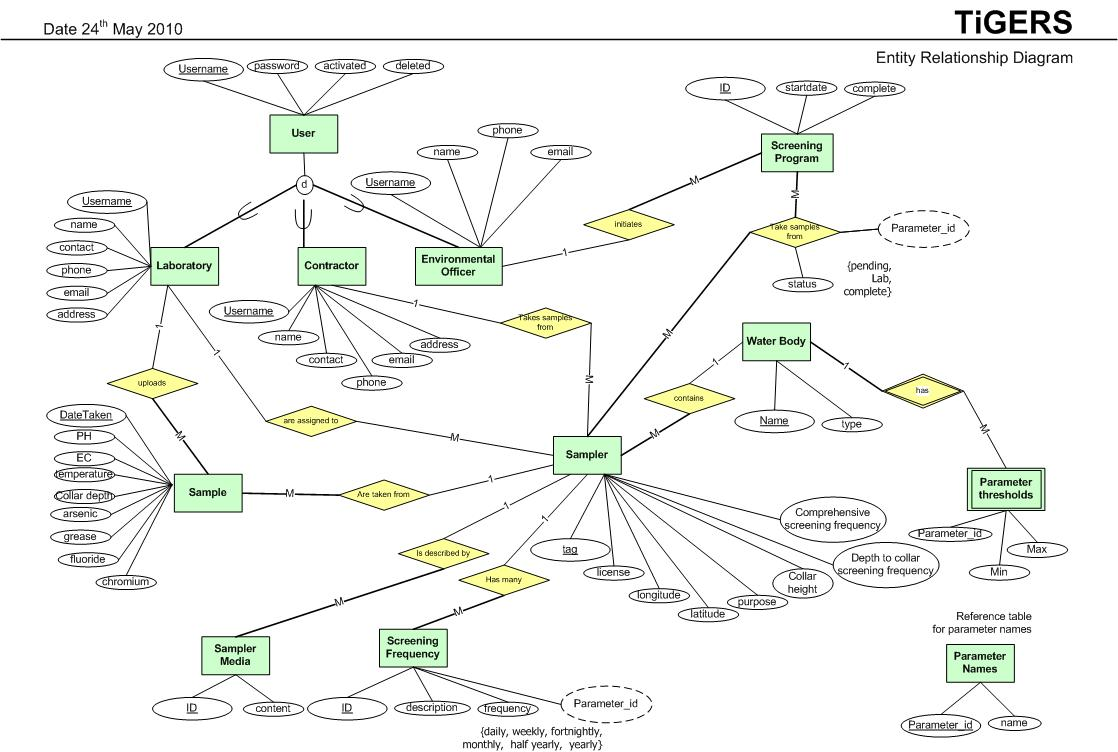 Date 24th May 2010
TiGERS
Entity Relationship Diagram
Username
password
activated
deleted
User
d
ID
startdate
complete
Screening
Program
name
phone
email
Username
M
initiates
1
M
Take samples
from
Parameter_id
status
{pending,
Lab,
complete}
Username
name
contact
phone
email
address
Laboratory
Contractor
Environmental
Officer
Username
name
contact
phone
email
address
1
Takes samples
from
M
M
1
uploads
M
1
are assigned to
M
Water Body
Name
type
1
has
M
1
contains
M
DateTaken
PH
EC
temperature
Collar depth
arsenic
grease
fluoride
chromium
Sample
M
Are taken from
1
Sampler
Parameter
thresholds
Parameter_id
Min
Max
1
Is described by
M
1
Has many
M
tag
license
longitude
latitude
purpose
Collar
height
Depth to collar
screening frequency
Comprehensive
screening frequency
Sampler
Media
ID
content
Screening
Frequency
ID
description
frequency
Parameter_id
{daily, weekly, fortnightly,
monthly, half yearly, yearly}
Reference table
for parameter names
Parameter
Names
Parameter_id
name